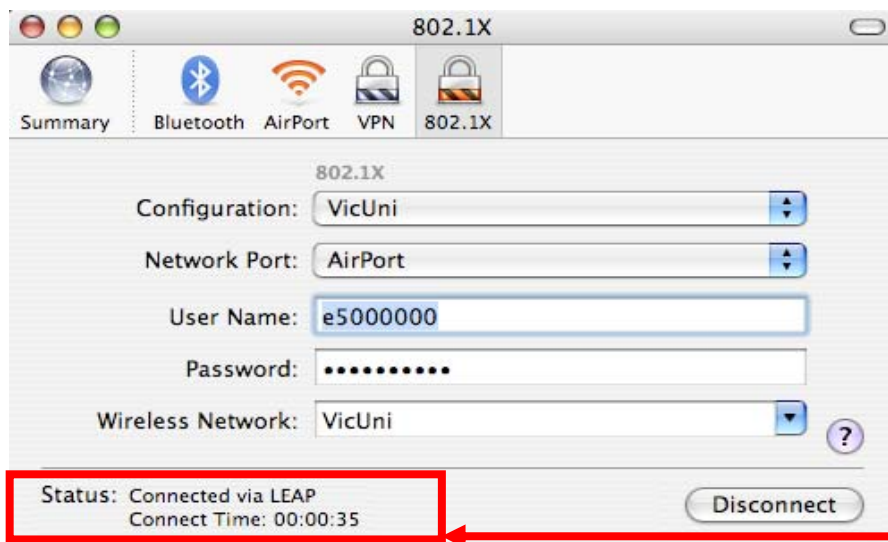 802.1X
Summary Bluetooth AirPort VPN 802.1X
802.1X
Configuration: VicUni
Network Port: AirPort
User Name: e5000000
Password: ••••••••••
Wireless Network: VicUni
?
Status: Connected via LEAP
Connect Time: 00:00:35
Disconnect